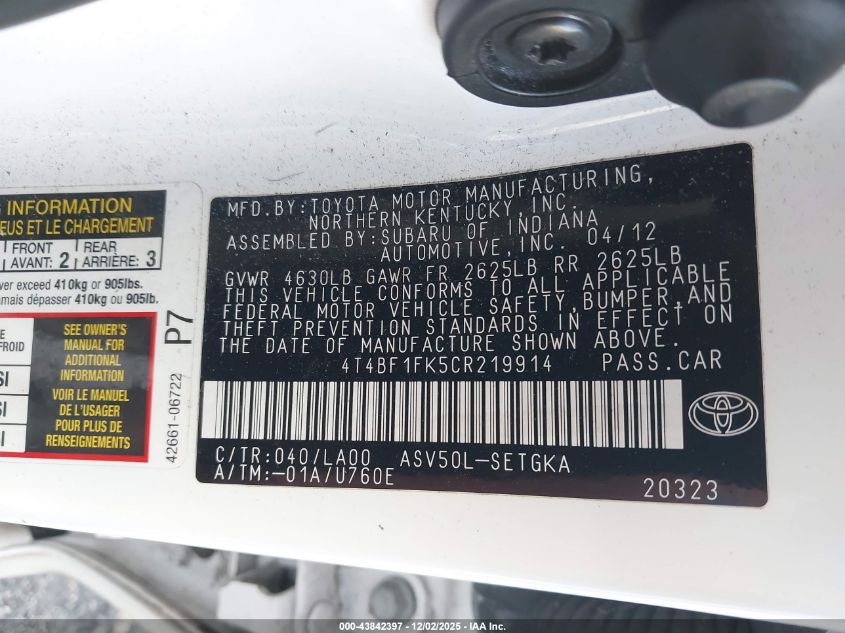 G INFORMATION
EUS ET LE CHARGEMENT
FRONT
AVANT: 2
REAR
ARRIÈRE: 3
ver exceed 410kg or 905lbs.
amais dépasser 410kg ou 905lb.
SEE OWNER'S
MANUAL FOR
ADDITIONAL
INFORMATION
VOIR LE MANUEL
DE L'USAGER
POUR PLUS DE
RENSEIGNEMENTS
FROID
SI
SI
SI
P7
42661-06722
MFD. BY: TOYOTA MOTOR MANUFACTURING,
NORTHERN KENTUCKY, INC.
ASSEMBLED BY: SUBARU OF INDIANA
AUTOMOTIVE, INC. 04/12
GVWR 4630LB GAWR FR 2625LB RR 2625LB
THIS VEHICLE CONFORMS TO ALL APPLICABLE
FEDERAL MOTOR VEHICLE SAFETY, BUMPER, AND
THEFT PREVENTION STANDARDS IN EFFECT ON
THE DATE OF MANUFACTURE SHOWN ABOVE.
4T4BF1FK5CR219914 PASS.CAR
C/TR:040/LA00 ASV50L-SETGKA
A/TM:-01A/U760E
20323
000-43842397 - 12/02/2025 - IAA Inc.